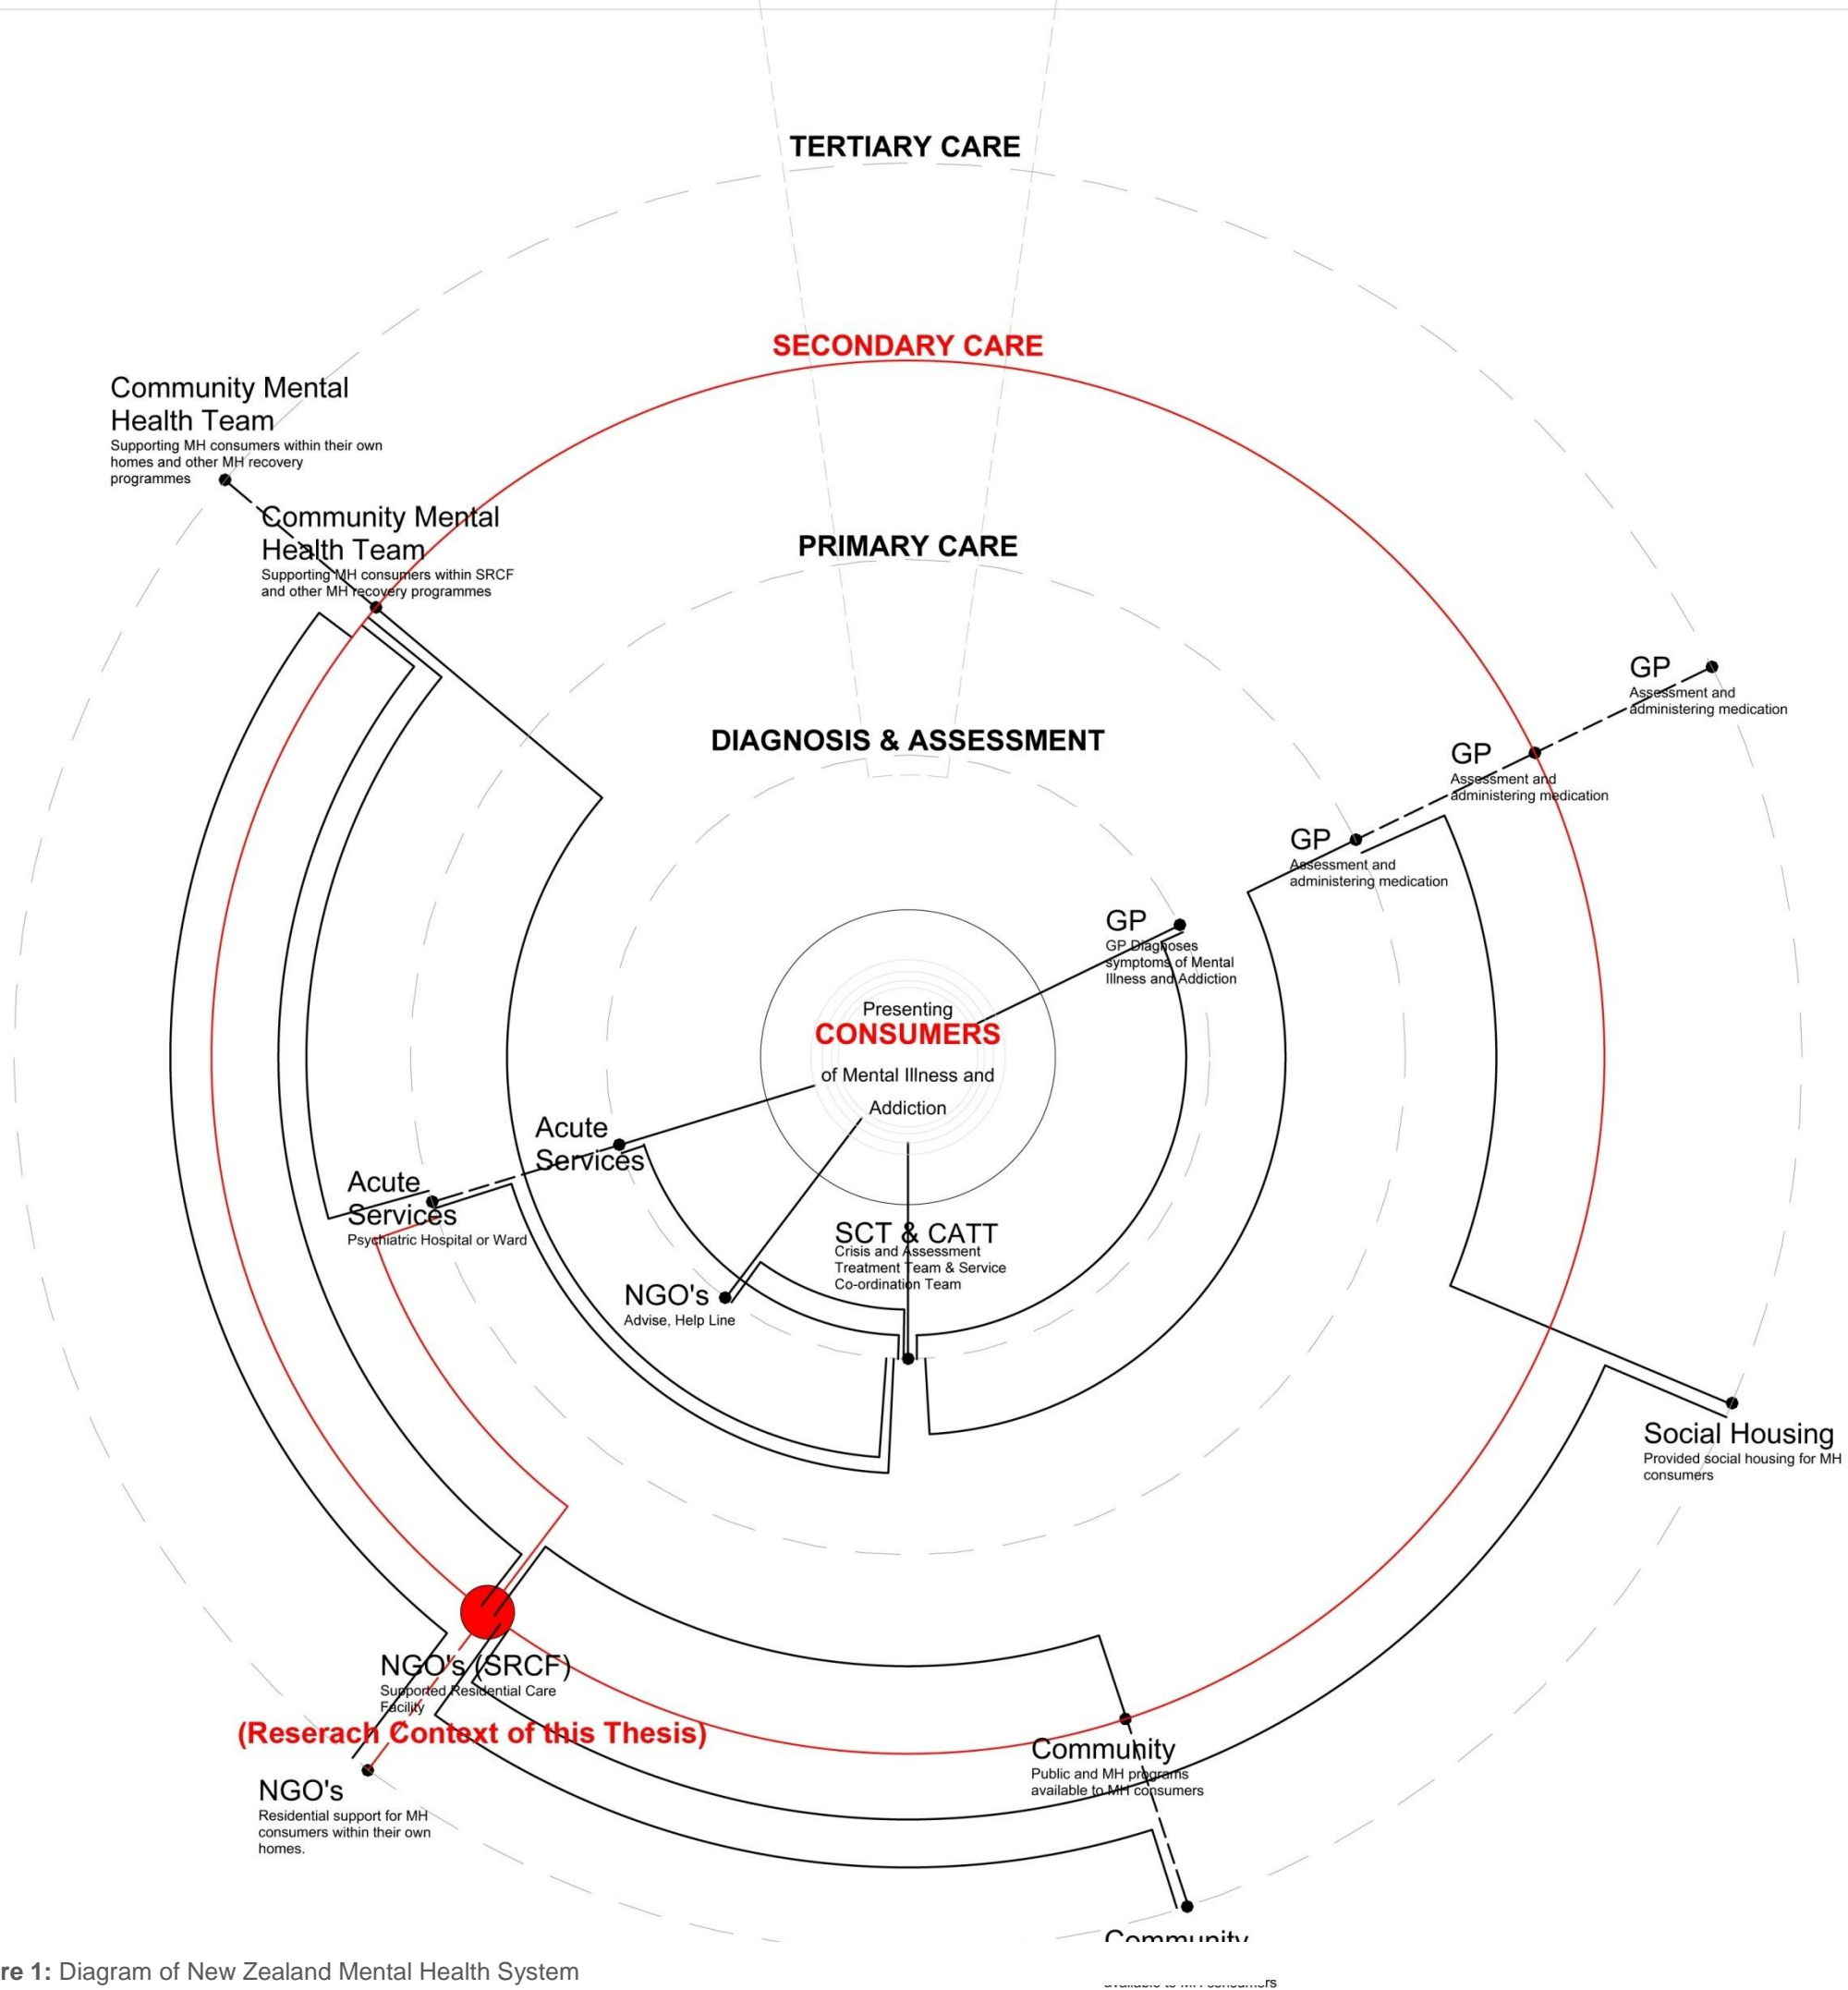 TERTIARY CARE
SECONDARY CARE
Community Mental
Health Team
Supporting MH consumers within their own
homes and other MH recovery
programmes
Community Mental
Health Team
Supporting MH consumers within SRCF
and other MH recovery programmes
PRIMARY CARE
GP
Assessment and
administering medication
GP
Assessment and
administering medication
GP
Assessment and
administering medication
DIAGNOSIS & ASSESSMENT
GP
GP Diagnoses
symptoms of Mental
Illness and Addiction
Presenting
CONSUMERS
of Mental Illness and
Addiction
Acute
Services
Acute
Services
Psychiatric Hospital or Ward
SCT & CATT
Crisis and Assessment
Treatment Team & Service
Co-ordination Team
NGO's
Advise, Help Line
Social Housing
Provided social housing for MH
consumers
NGO's (SRCF)
Supported Residential Care
Facility
(Reserach Context of this Thesis)
NGO's
Residential support for MH
consumers within their own
homes.
Community
Public and MH programs
available to MH consumers
Community
re 1: Diagram of New Zealand Mental Health System
available to MH consumers